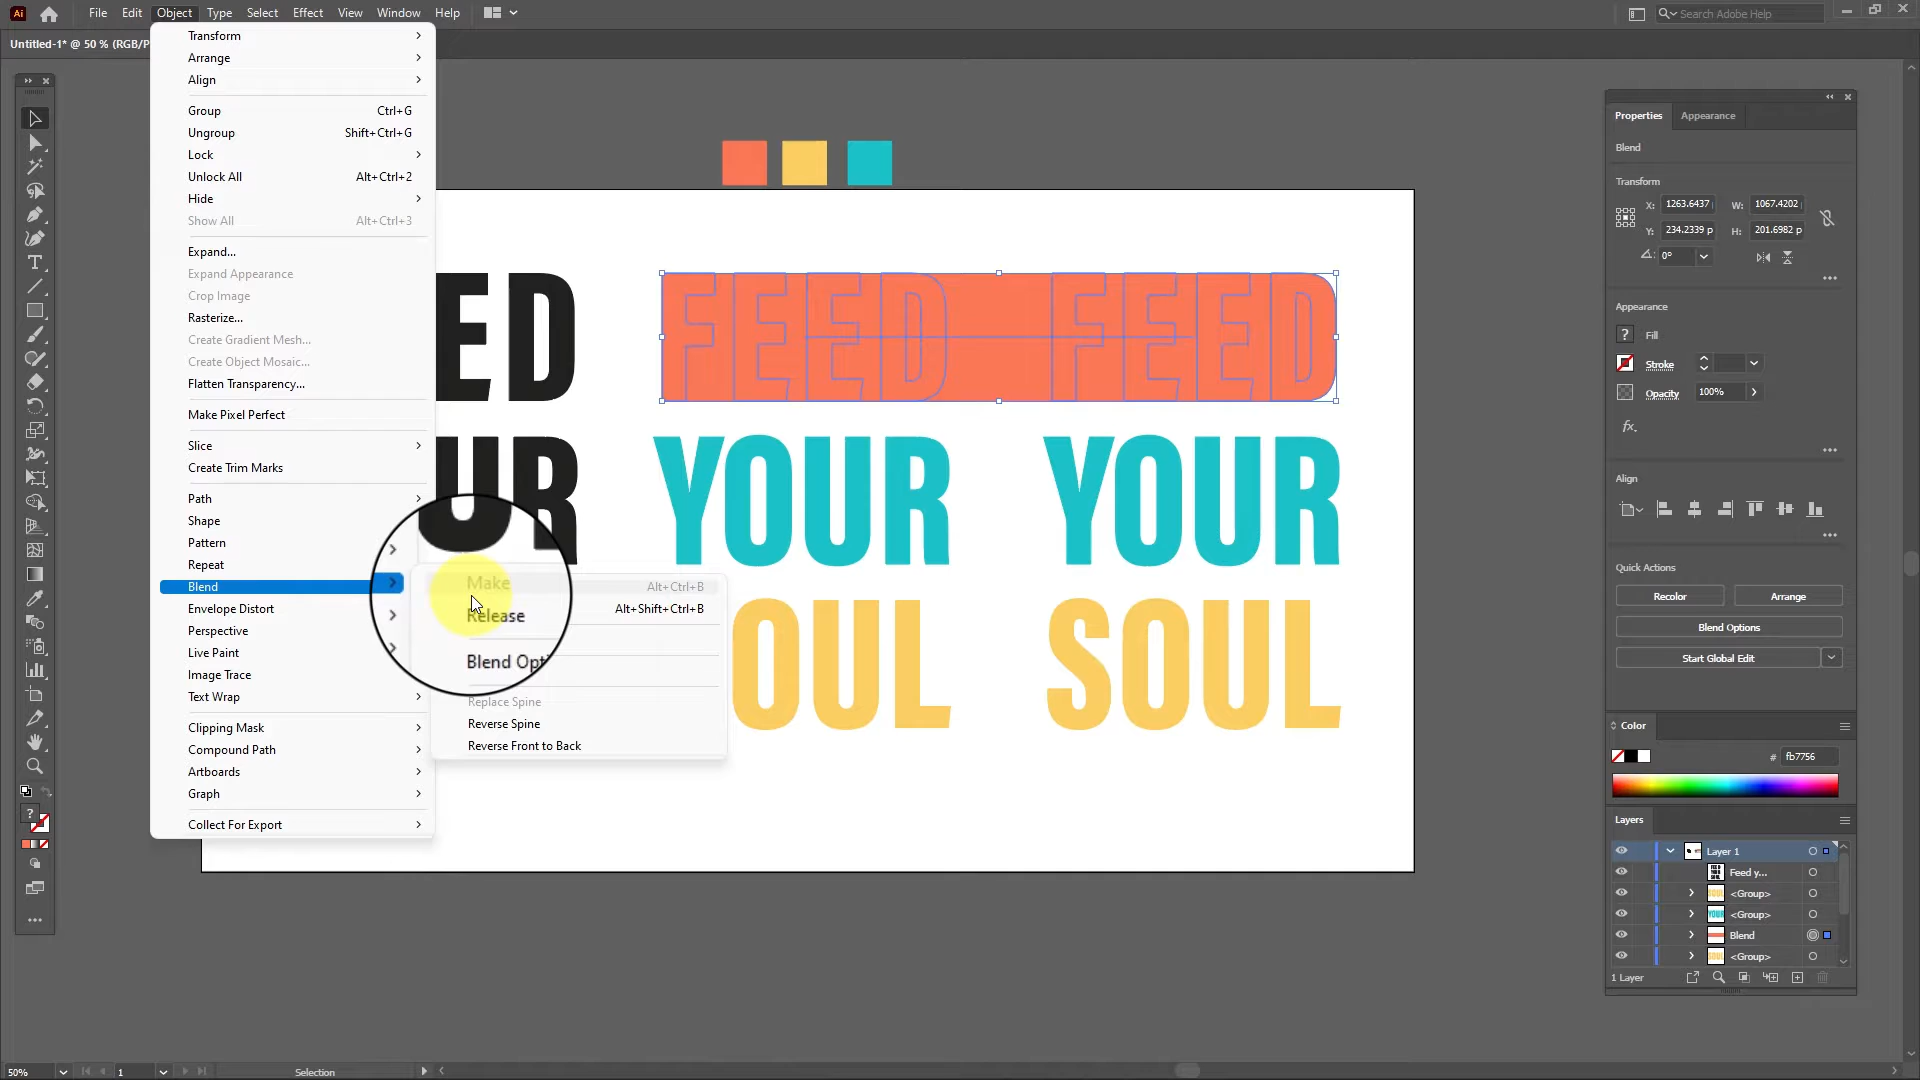 Ai File Edit Object Type Select Effect View Window Help Search Adobe Help
Untitled-1* @ 50 % (RGB/P
Transform
Arrange
Align
Group Ctrl+G
Ungroup Shift+Ctrl+G
Lock
Unlock All Alt+Ctrl+2
Hide
Show All Alt+Ctrl+3
Expand...
Expand Appearance
Crop Image
Rasterize...
Create Gradient Mesh...
Create Object Mosaic...
Flatten Transparency...
Make Pixel Perfect
Slice
Create Trim Marks
Path
Shape
Pattern
Repeat
Blend
Envelope Distort
Perspective
Live Paint
Image Trace
Text Wrap
Clipping Mask
Compound Path
Artboards
Graph
Collect For Export
Make Alt+Ctrl+B
Release Alt+Shift+Ctrl+B
Blend Opti
Replace Spine
Reverse Spine
Reverse Front to Back
ED FEED FEED
UR YOUR YOUR
OUL SOUL
Properties Appearance
Blend
Transform
X: 1263.6437 W: 1067.4202
Y: 234.2339 p H: 201.6982 p
0°
Appearance
? Fill
Stroke
Opacity 100%
fx.
Align
Quick Actions
Recolor Arrange
Blend Options
Start Global Edit
Color
# fb7756
Layers
Layer 1
Feed y...
<Group>
<Group>
Blend
<Group>
1 Layer
50% 1 Selection